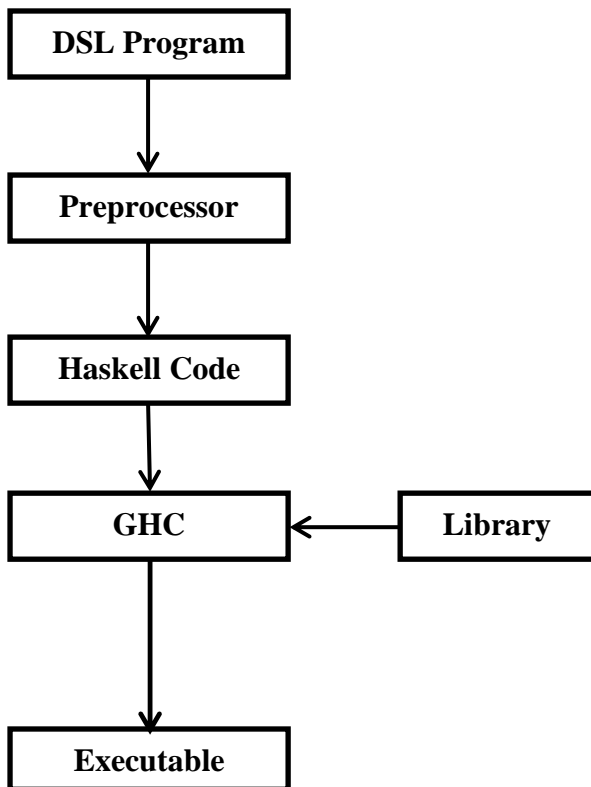 DSL Program
Preprocessor
Haskell Code
GHC
Library
Executable